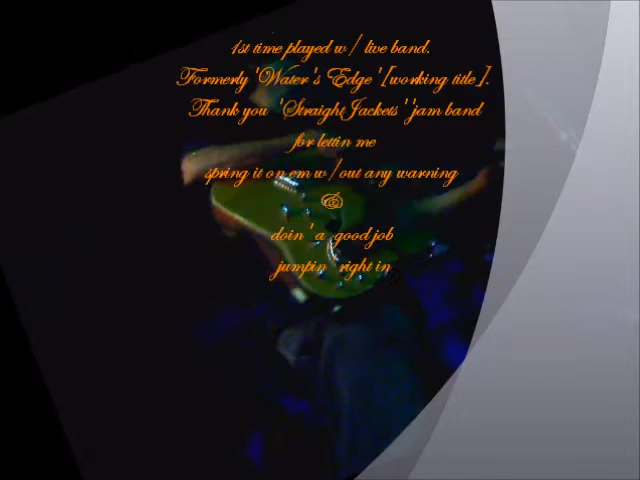 1st time played w/ live band.
Formerly 'Water's Edge' [working title].
Thank you 'Straight Jackets' 'jam band
for lettin me
spring it on em w/out any warning
&
doin' a good job
jumpin' right in